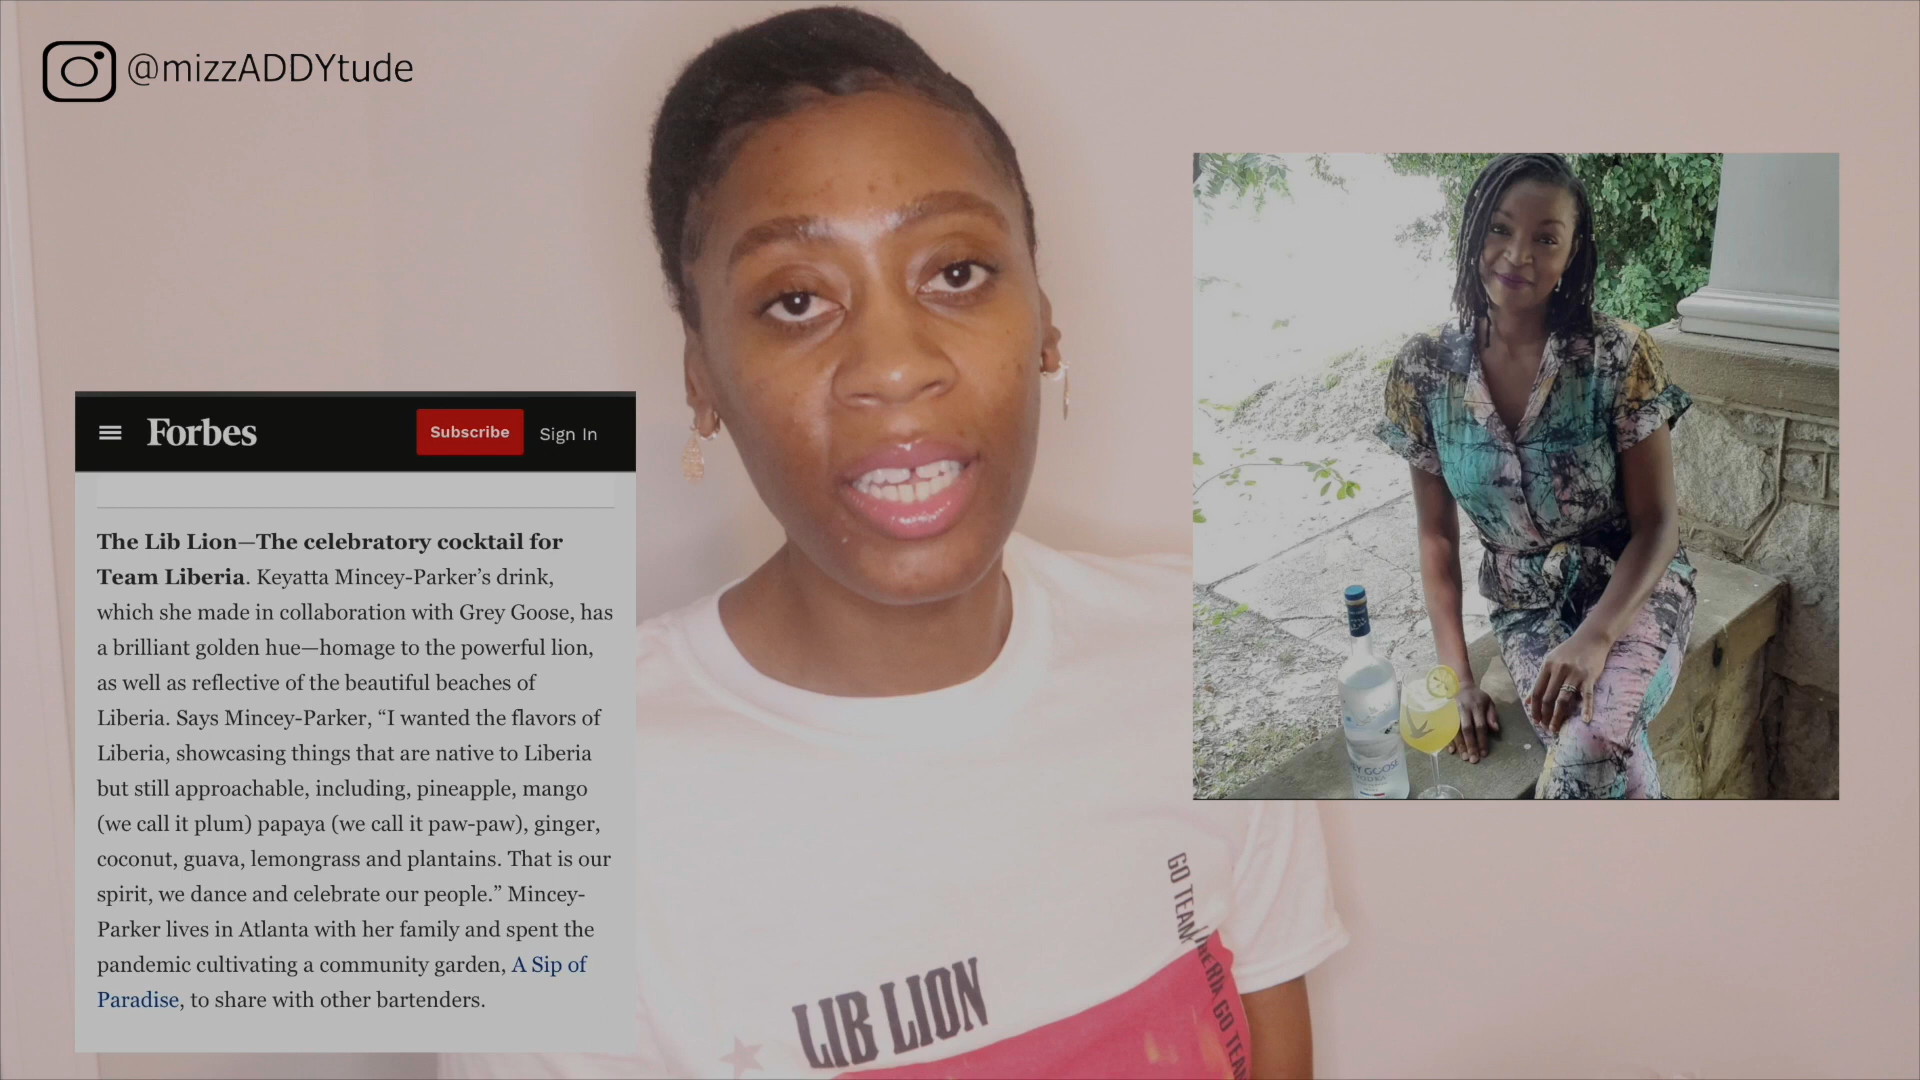 @mizzADDYtude
Forbes
Subscribe
Sign In
The Lib Lion—The celebratory cocktail for
Team Liberia. Keyatta Mincey-Parker’s drink,
which she made in collaboration with Grey Goose, has
a brilliant golden hue—homage to the powerful lion,
as well as reflective of the beautiful beaches of
Liberia. Says Mincey-Parker, “I wanted the flavors of
Liberia, showcasing things that are native to Liberia
but still approachable, including, pineapple, mango
(we call it plum) papaya (we call it paw-paw), ginger,
coconut, guava, lemongrass and plantains. That is our
spirit, we dance and celebrate our people.” Mincey-
Parker lives in Atlanta with her family and spent the
pandemic cultivating a community garden, A Sip of
Paradise, to share with other bartenders.
GOOSE
GO TEAM
GO
LIB LION